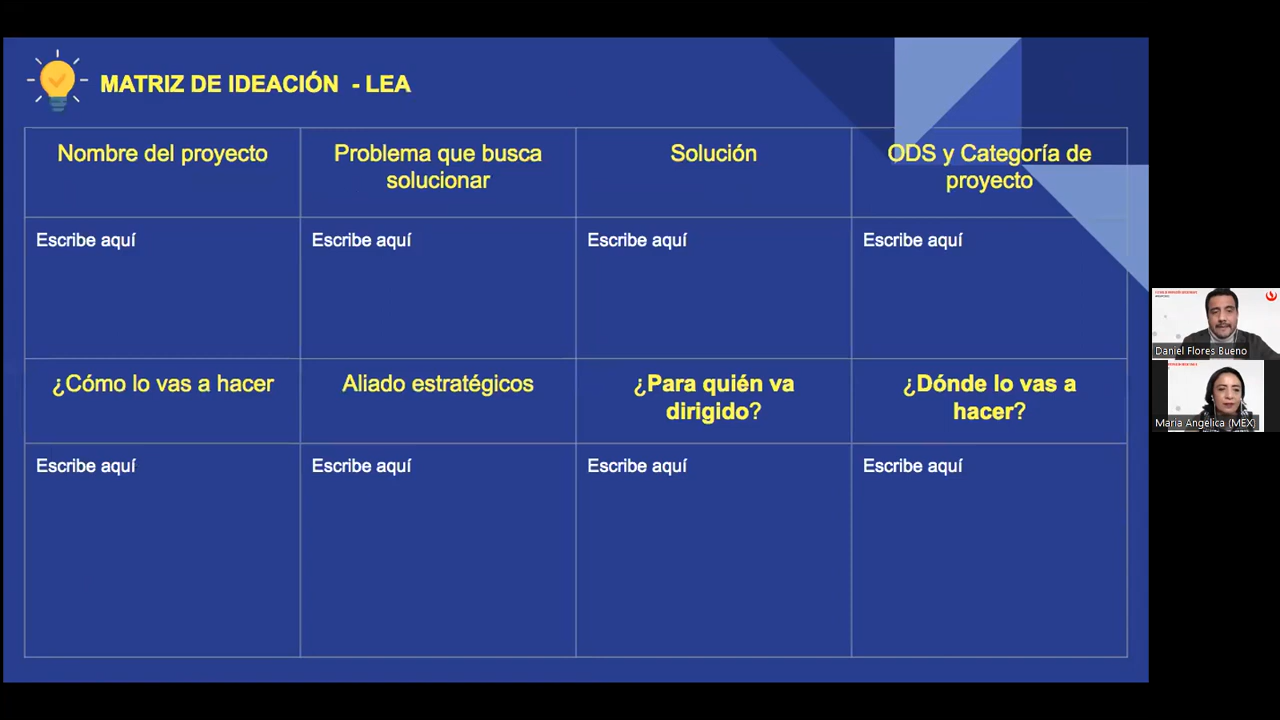 MATRIZ DE IDEACIÓN - LEA
Nombre del proyecto
Problema que busca
solucionar
Solución
ODS y Categoría de
proyecto
Escribe aquí
Escribe aquí
Escribe aquí
Escribe aquí
¿Cómo lo vas a hacer
Aliado estratégicos
¿Para quién va
dirigido?
¿Dónde lo vas a
hacer?
Escribe aquí
Escribe aquí
Escribe aquí
Escribe aquí
Daniel Flores Bueno
Maria Angelica (MEX)